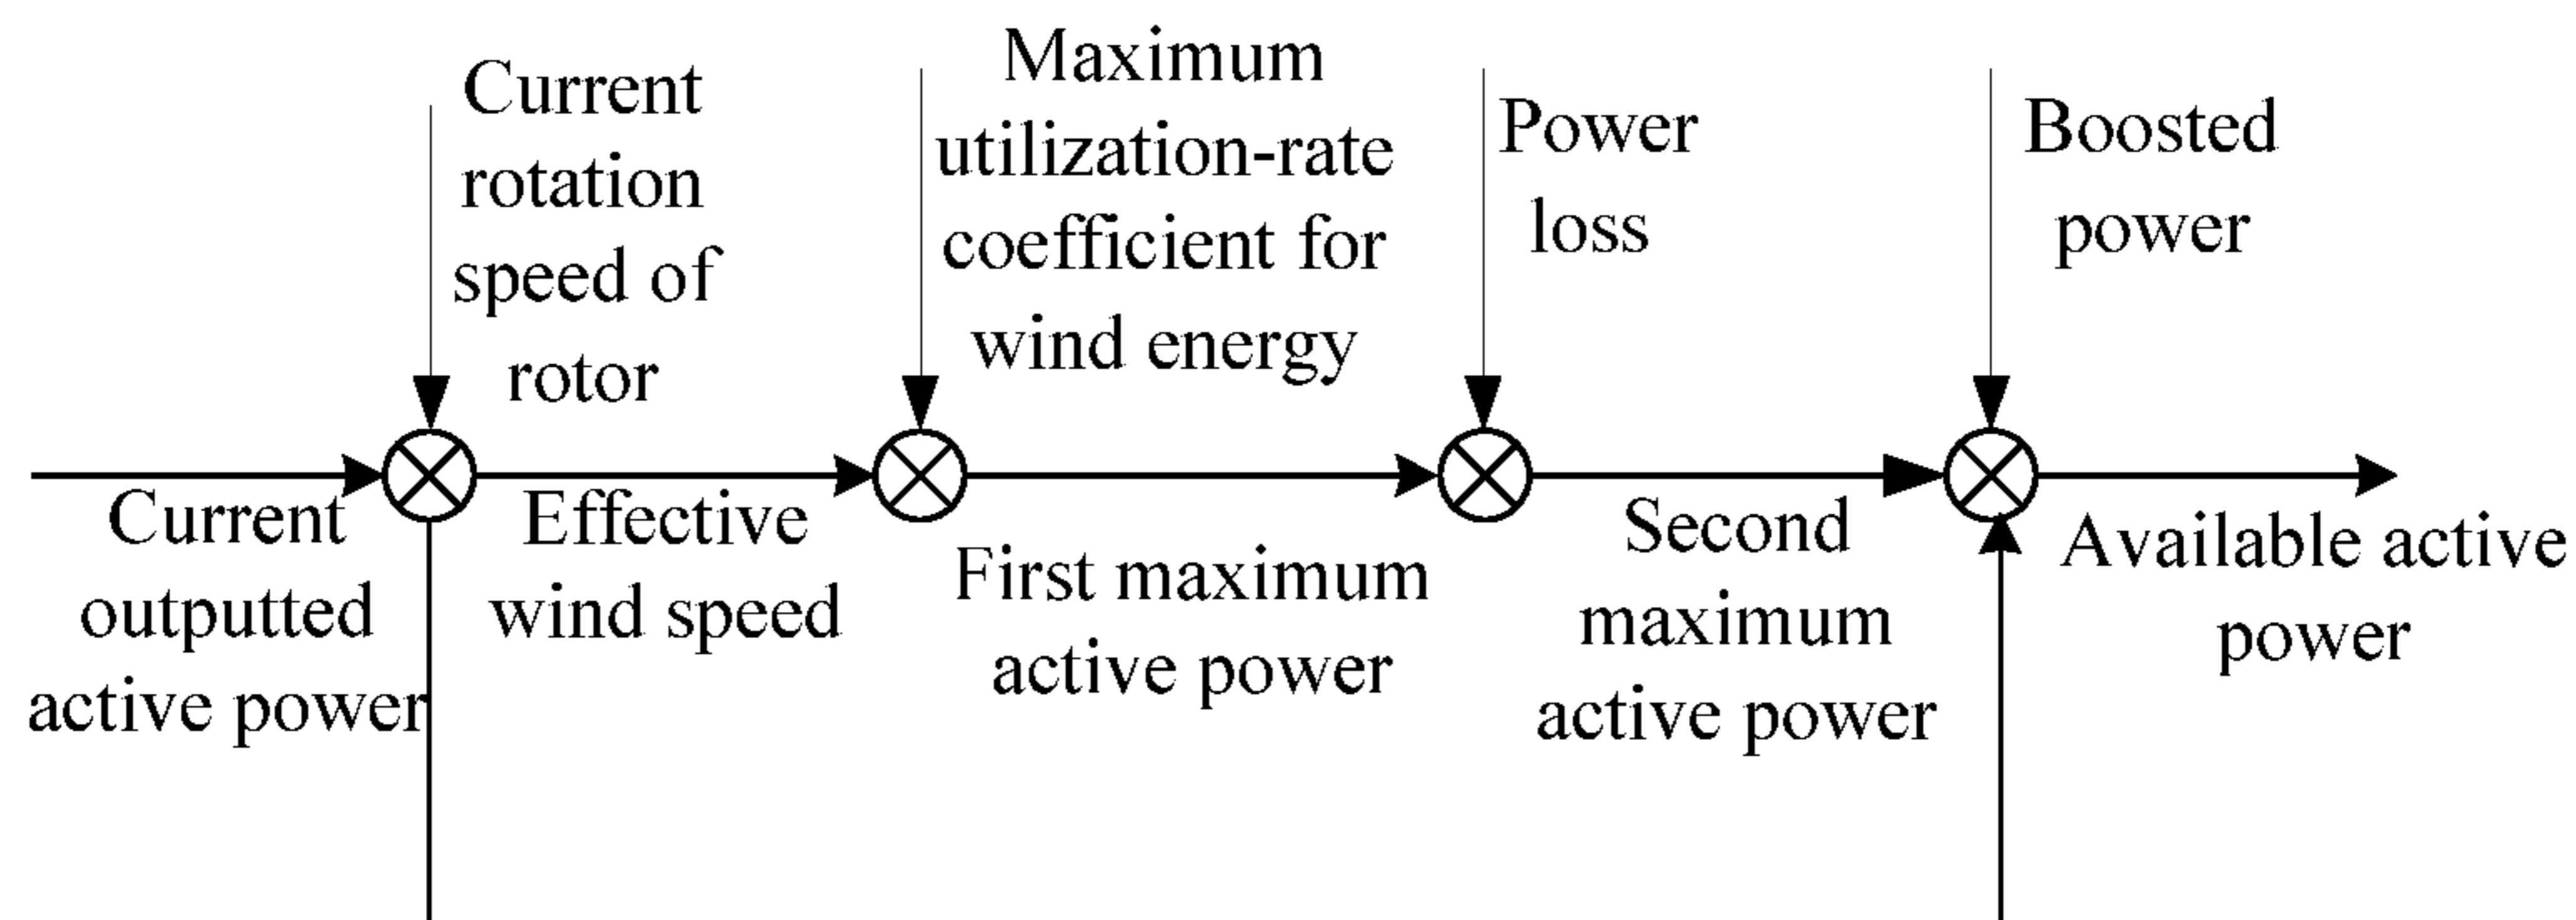 Current
rotation
speed of
rotor
Maximum
utilization-rate
coefficient for
wind energy
Power
loss
Boosted
power
Current
outputted
active power
Effective
wind speed
First maximum
active power
Second
maximum
active power
Available active
power